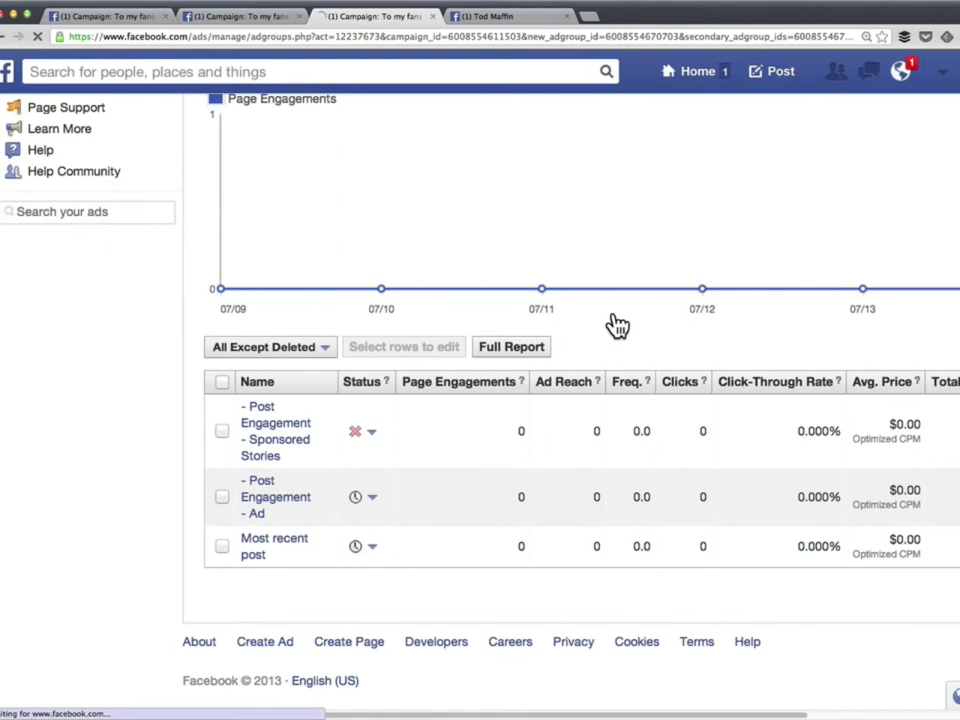 (1) Campaign: To my fans
(1) Campaign: To my fans
(1) Campaign: To my fans
(1) Tod Maffin
https://www.facebook.com/ads/manage/adgroups.php?act=12237673&campaign_id=6008554611503&new_adgroup_id=6008554670703&secondary_adgroup_ids=600855467...
Search for people, places and things
Home 1
Post
1
Page Support
Learn More
Help
Help Community
Search your ads
Page Engagements
1
0
07/09 07/10 07/11 07/12 07/13
All Except Deleted
Select rows to edit
Full Report
Name Status ? Page Engagements ? Ad Reach ? Freq. ? Clicks ? Click-Through Rate ? Avg. Price ? Total
- Post
Engagement
- Sponsored
Stories
0 0 0.0 0 0.000% $0.00
Optimized CPM
- Post
Engagement
- Ad
0 0 0.0 0 0.000% $0.00
Optimized CPM
Most recent
post
0 0 0.0 0 0.000% $0.00
Optimized CPM
About Create Ad Create Page Developers Careers Privacy Cookies Terms Help
Facebook © 2013 · English (US)
iting for www.facebook.com...